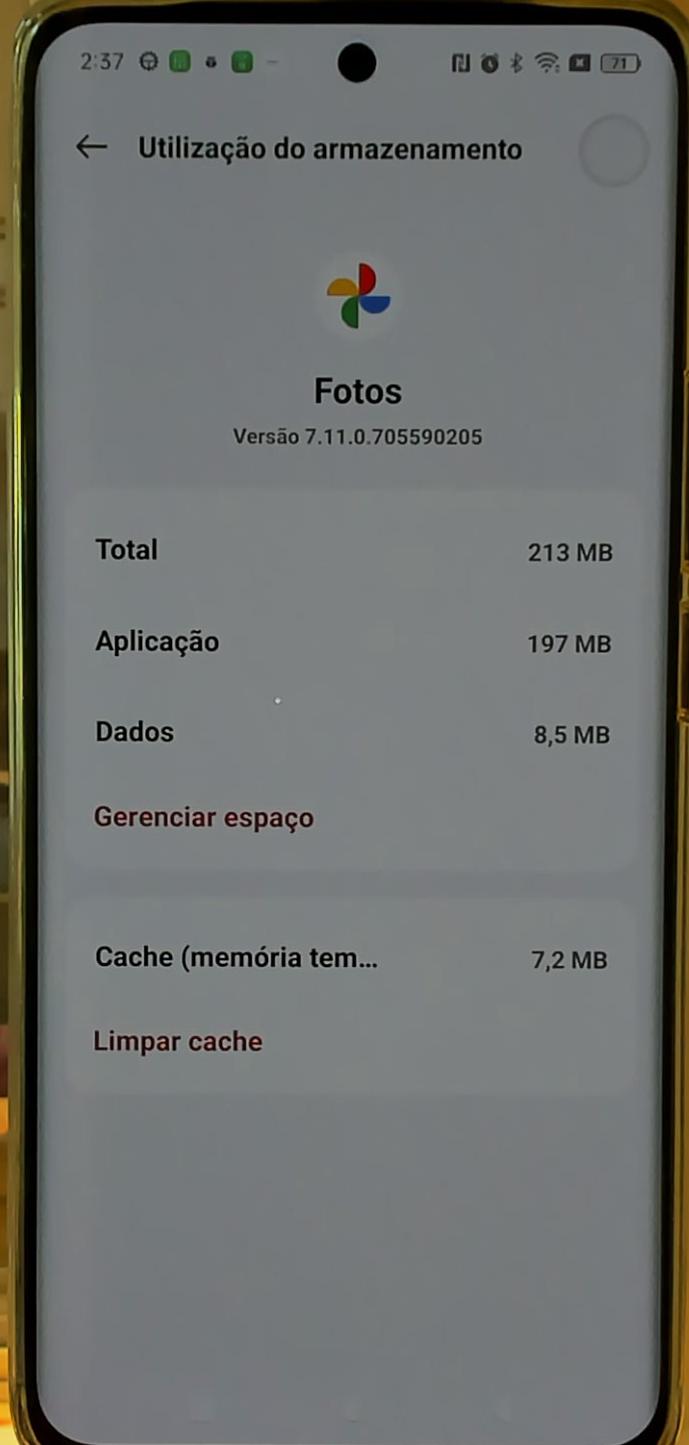 2:37 71
Utilização do armazenamento
Fotos
Versão 7.11.0.705590205
Total 213 MB
Aplicação 197 MB
Dados 8,5 MB
Gerenciar espaço
Cache (memória tem... 7,2 MB
Limpar cache